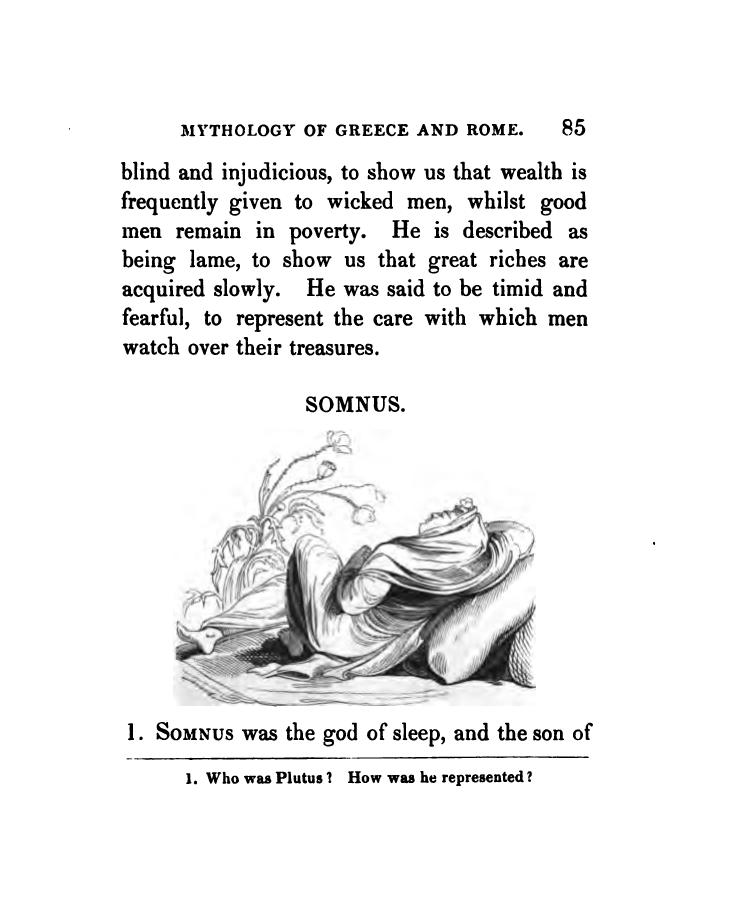 MYTHOLOGY OF GREECE AND ROME. 85
blind and injudicious, to show us that wealth is
frequently given to wicked men, whilst good
men remain in poverty. He is described as
being lame, to show us that great riches are
acquired slowly. He was said to be timid and
fearful, to represent the care with which men
watch over their treasures.
SOMNUS.
1. SOMNUS was the god of sleep, and the son of
1. Who was Plutus? How was he represented?